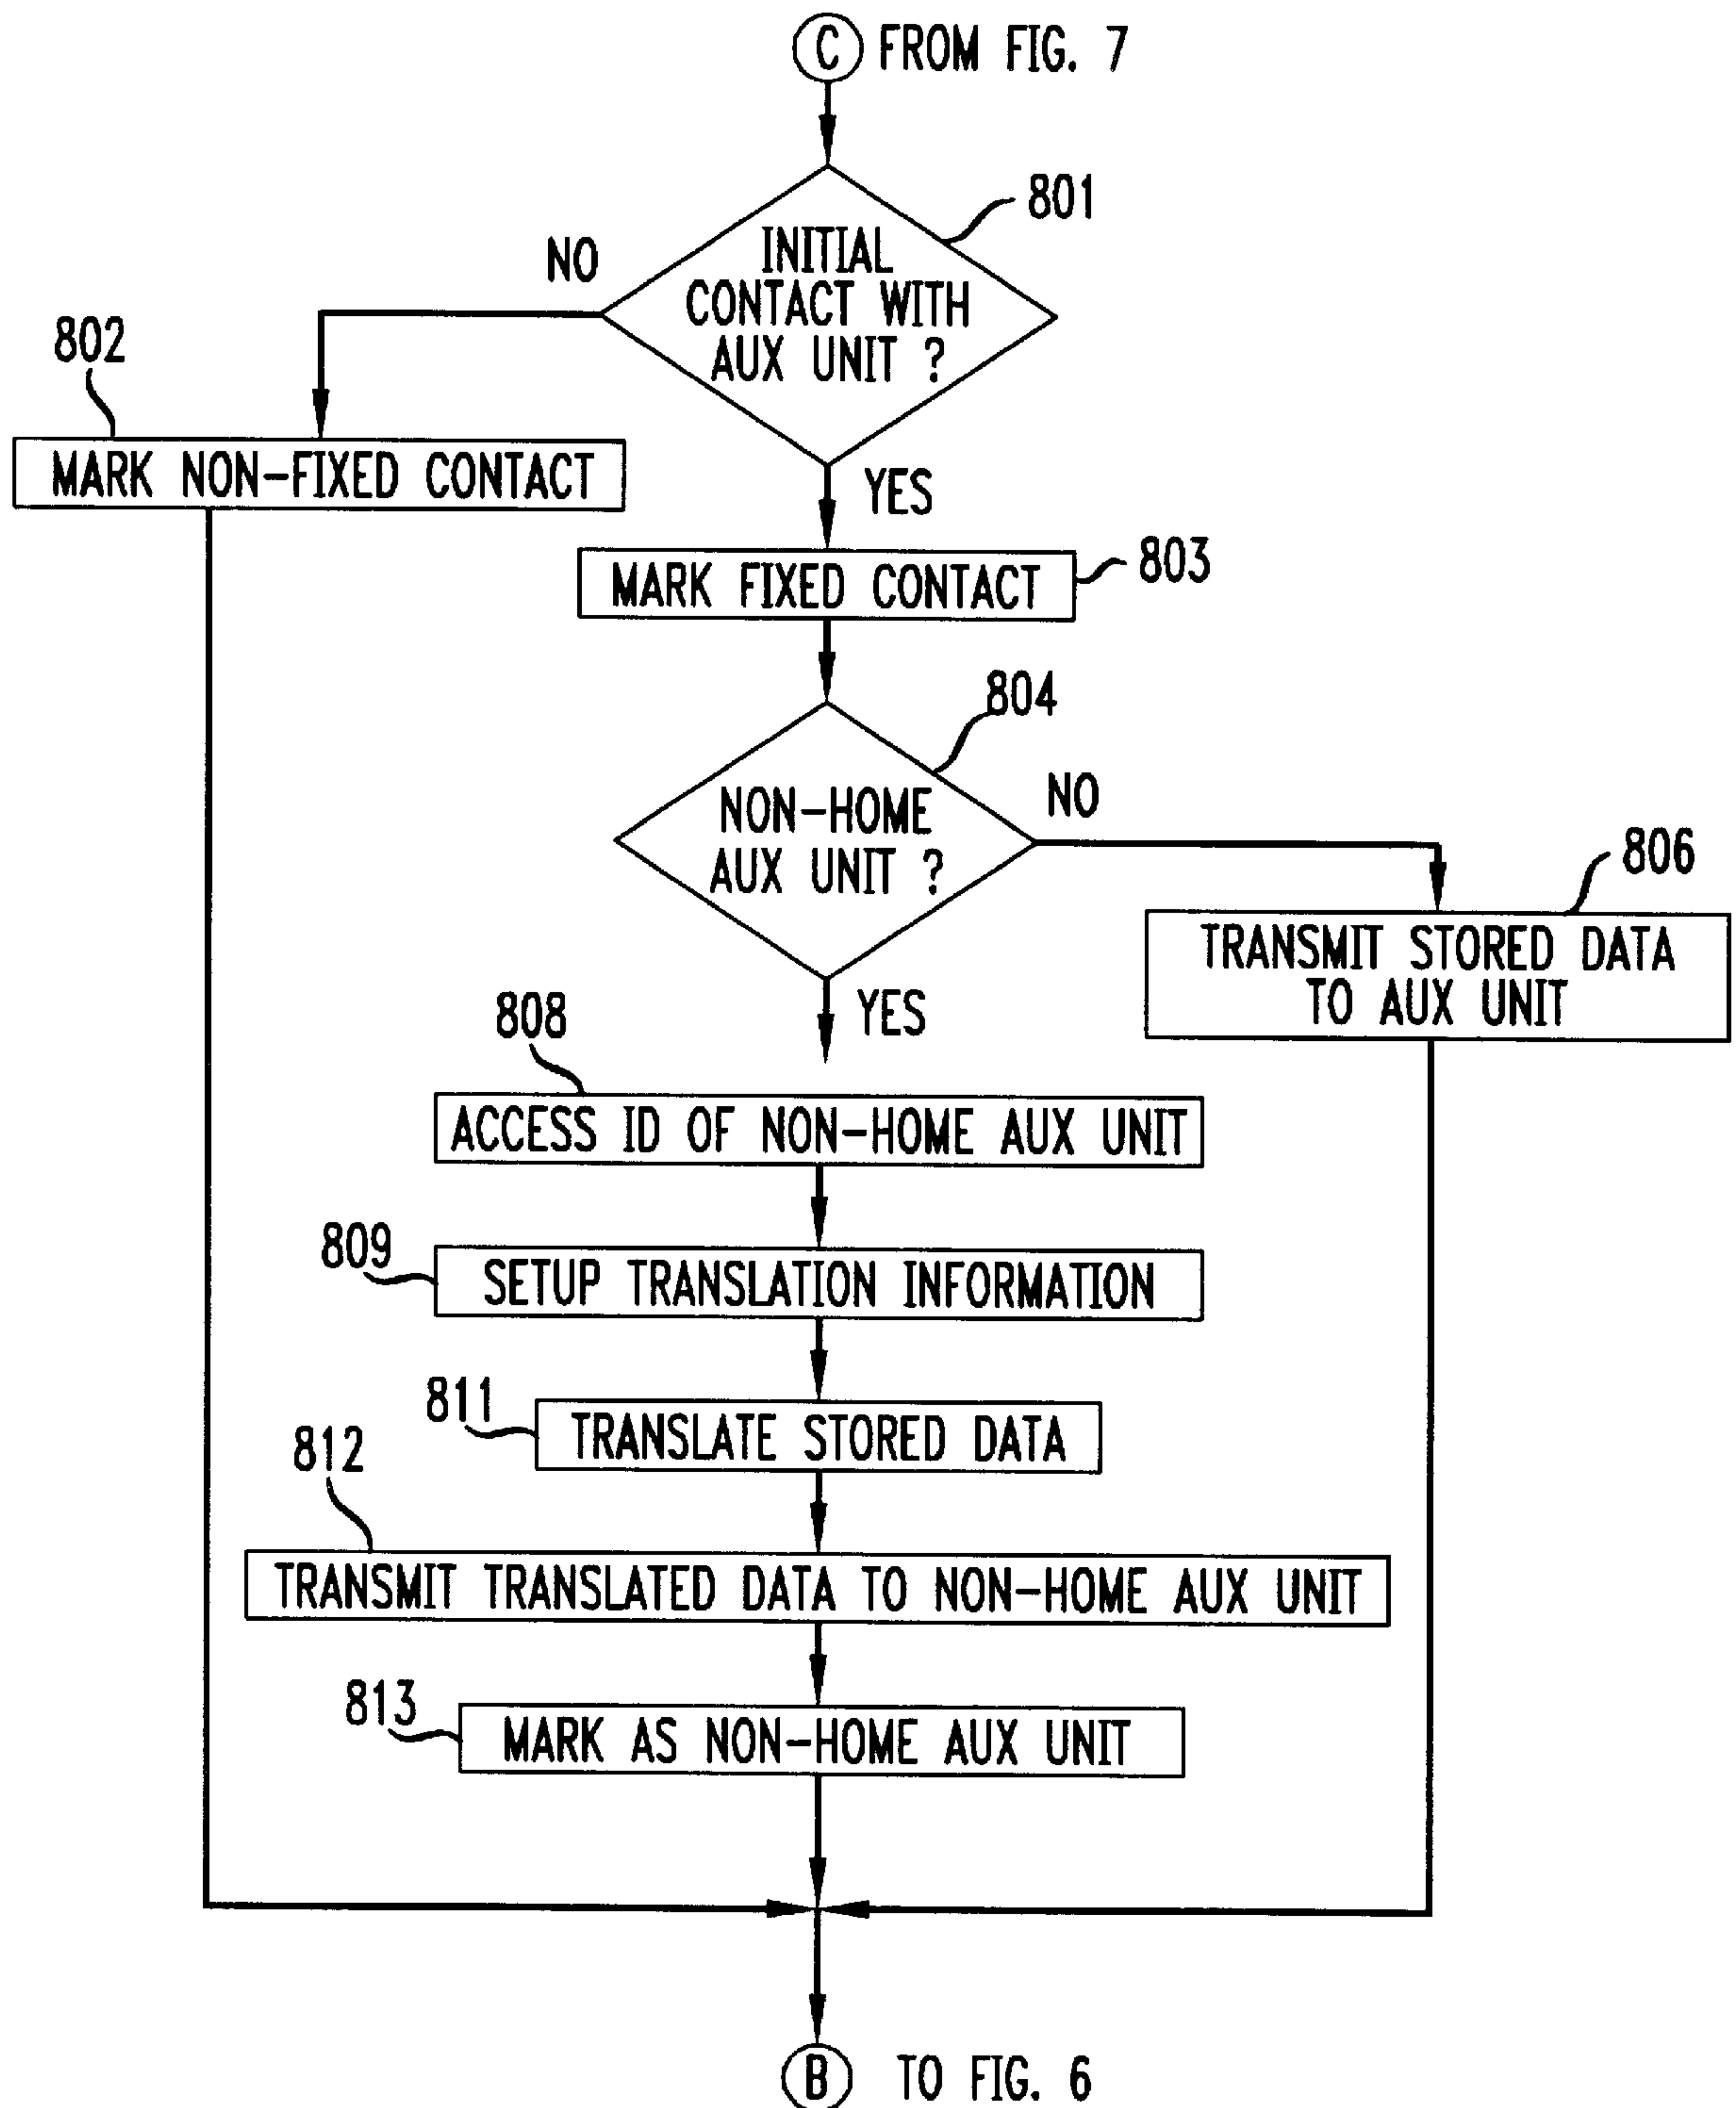 C FROM FIG. 7
801
INITIAL
CONTACT WITH
AUX UNIT ?
NO
802
MARK NON-FIXED CONTACT
YES
MARK FIXED CONTACT
803
804
NON-HOME
AUX UNIT ?
NO
806
TRANSMIT STORED DATA
TO AUX UNIT
YES
808
ACCESS ID OF NON-HOME AUX UNIT
809
SETUP TRANSLATION INFORMATION
811
TRANSLATE STORED DATA
812
TRANSMIT TRANSLATED DATA TO NON-HOME AUX UNIT
813
MARK AS NON-HOME AUX UNIT
B TO FIG. 6